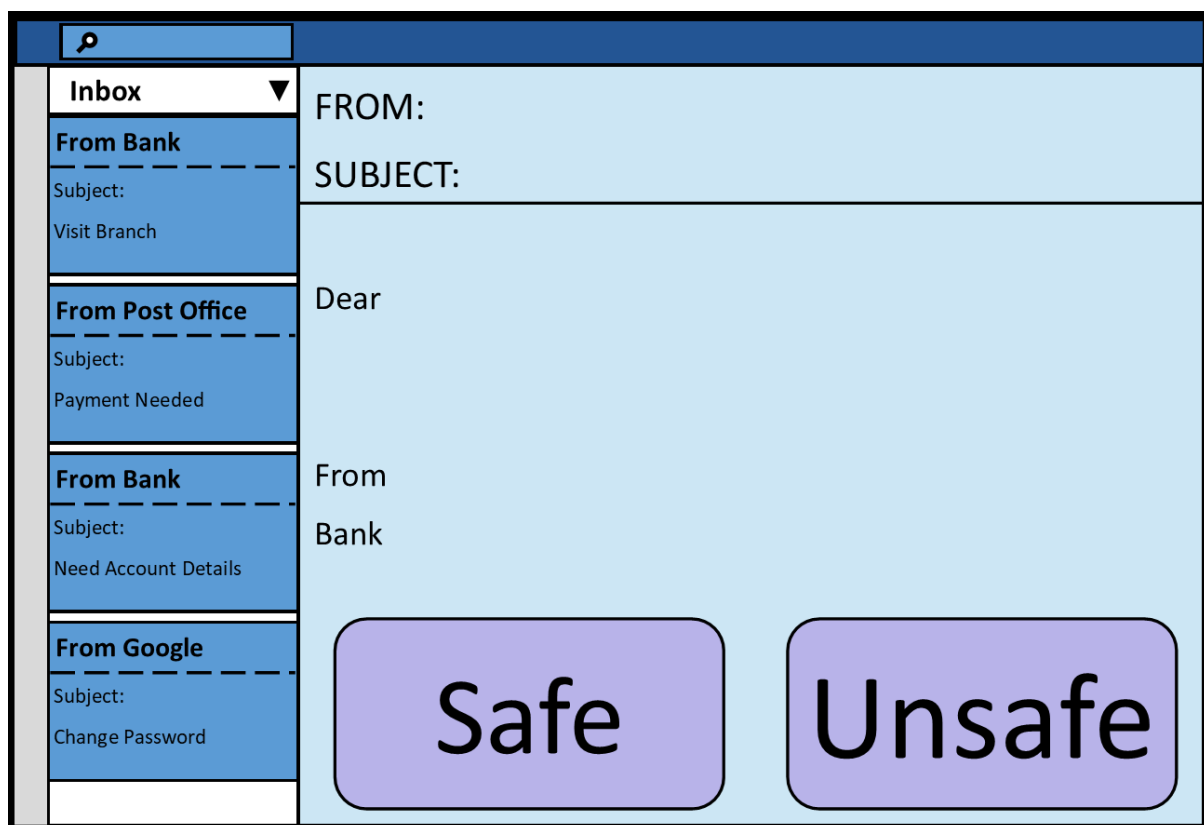 Inbox
From Bank
Subject:
Visit Branch
From Post Office
Subject:
Payment Needed
From Bank
Subject:
Need Account Details
From Google
Subject:
Change Password
FROM:
SUBJECT:
Dear
From
Bank
Safe
Unsafe